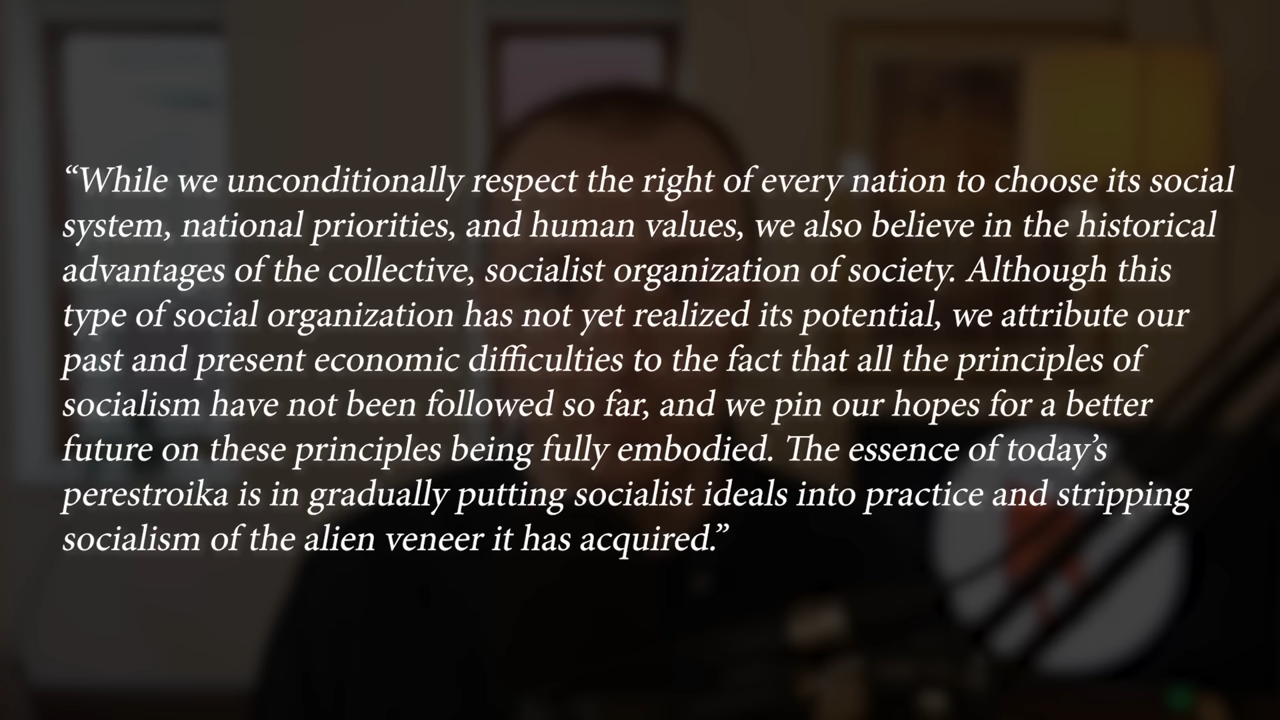 “While we unconditionally respect the right of every nation to choose its social
system, national priorities, and human values, we also believe in the historical
advantages of the collective, socialist organization of society. Although this
type of social organization has not yet realized its potential, we attribute our
past and present economic difficulties to the fact that all the principles of
socialism have not been followed so far, and we pin our hopes for a better
future on these principles being fully embodied. The essence of today’s
perestroika is in gradually putting socialist ideals into practice and stripping
socialism of the alien veneer it has acquired.”